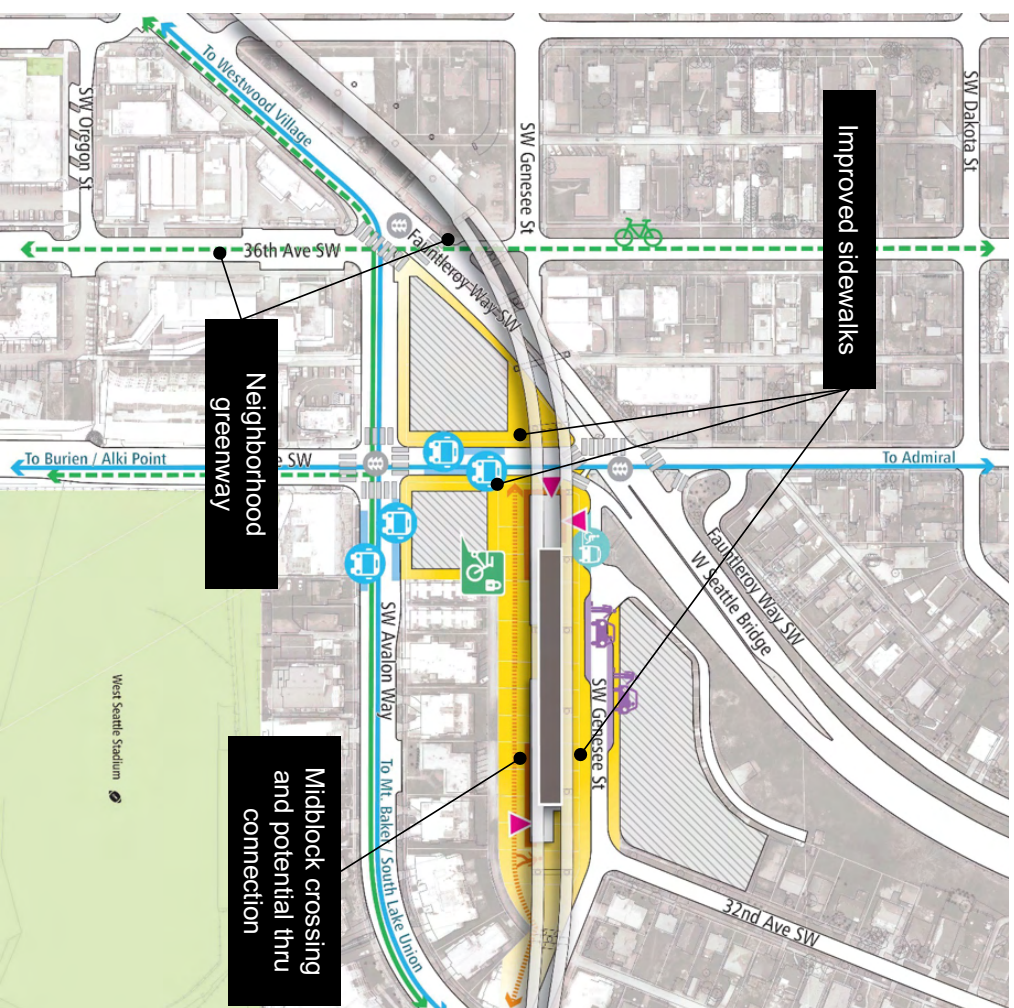 To Westwood Village
SW Oregon St
SW Genesee St
SW Dakota St
Improved sidewalks
36th Ave SW
Fauntleroy Way SW
Neighborhood
greenway
To Burien / Alki Point
e SW
To Admiral
Fauntleroy Way SW
W Seattle Bridge
SW Avalon Way
SW Genesee St
West Seattle Stadium
Midblock crossing
and potential thru
connection
To Mt. Baker / South Lake Union
32nd Ave SW